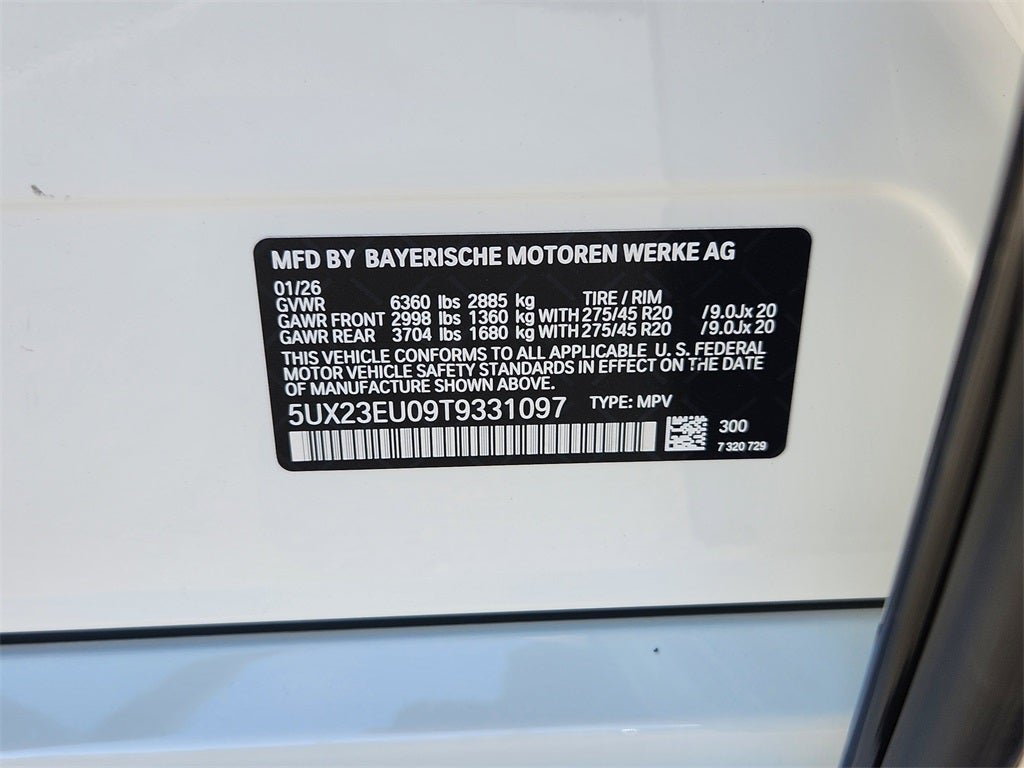 MFD BY BAYERISCHE MOTOREN WERKE AG
01/26
GVWR 6360 lbs 2885 kg TIRE / RIM
GAWR FRONT 2998 lbs 1360 kg WITH 275/45 R20 /9.0Jx 20
GAWR REAR 3704 lbs 1680 kg WITH 275/45 R20 /9.0Jx 20
THIS VEHICLE CONFORMS TO ALL APPLICABLE U. S. FEDERAL
MOTOR VEHICLE SAFETY STANDARDS IN EFFECT ON THE DATE
OF MANUFACTURE SHOWN ABOVE.
5UX23EU09T9331097 TYPE: MPV
300
7 320 729